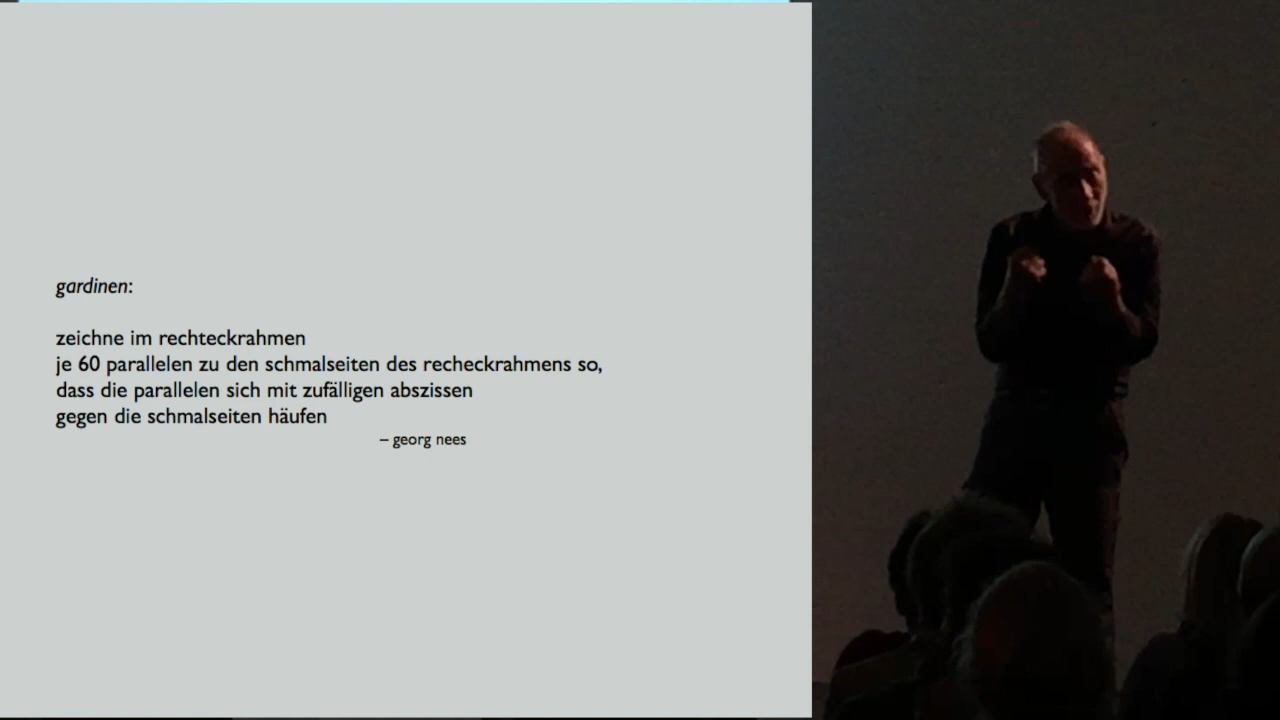 gardinen:
zeichne im rechteckrahmen
je 60 parallelen zu den schmalseiten des recheckrahmens so,
dass die parallelen sich mit zufälligen abszissen
gegen die schmalseiten häufen
– georg nees